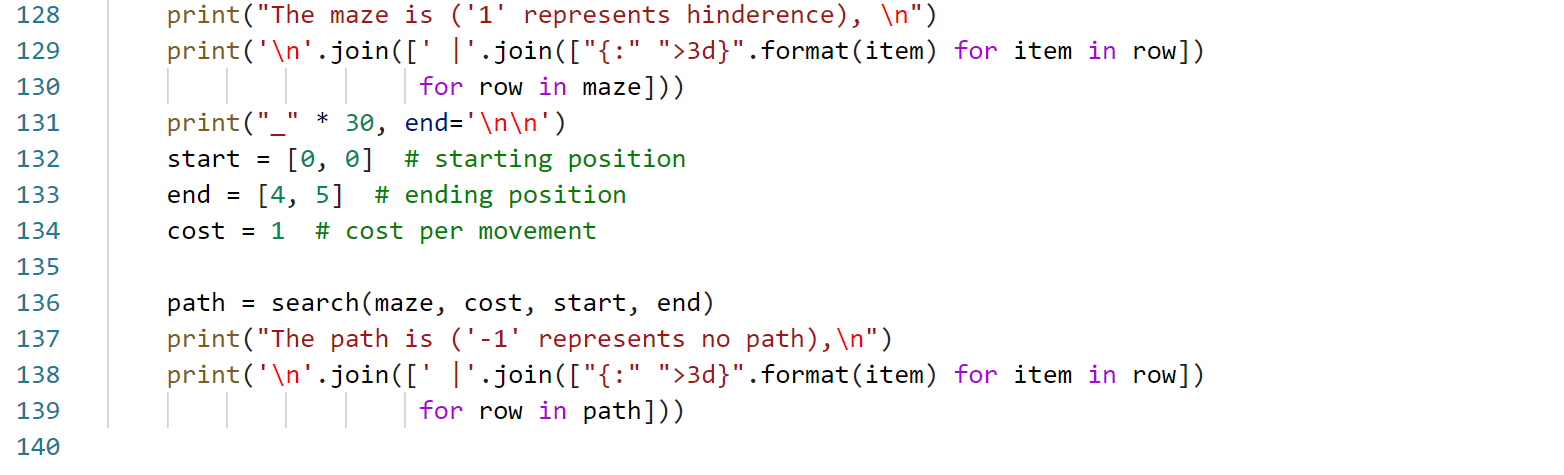 128 print("The maze is ('1' represents hinderence), \n")
129 print('\n'.join([' |'.join(["{:" ">3d}".format(item) for item in row])
130 for row in maze]))
131 print("_" * 30, end='\n\n')
132 start = [0, 0]  # starting position
133 end = [4, 5]  # ending position
134 cost = 1  # cost per movement
135
136 path = search(maze, cost, start, end)
137 print("The path is ('-1' represents no path),\n")
138 print('\n'.join([' |'.join(["{:" ">3d}".format(item) for item in row])
139 for row in path]))
140